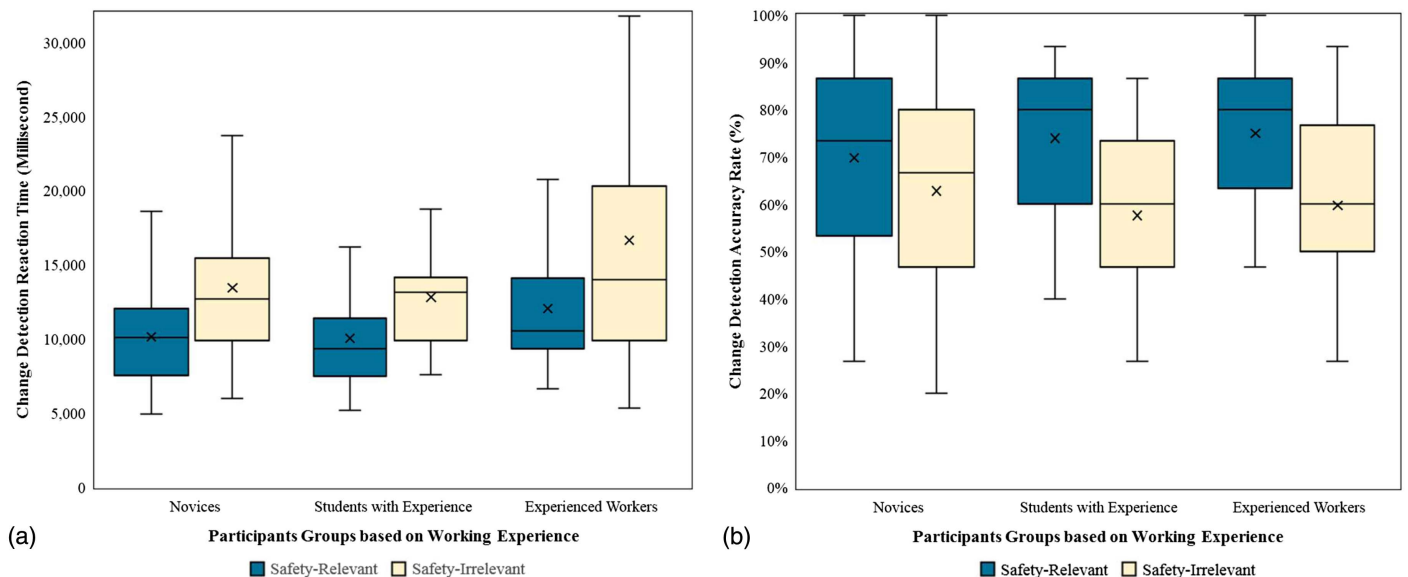 Change Detection Reaction Time (Millisecond)
30,000
25,000
20,000
15,000
10,000
5,000
0
Novices
Students with Experience
Experienced Workers
(a)
Participants Groups based on Working Experience
Safety-Relevant
Safety-Irrelevant
Change Detection Accuracy Rate (%)
100%
90%
80%
70%
60%
50%
40%
30%
20%
10%
0%
Novices
Students with Experience
Experienced Workers
(b)
Participants Groups based on Working Experience
Safety-Relevant
Safety-Irrelevant